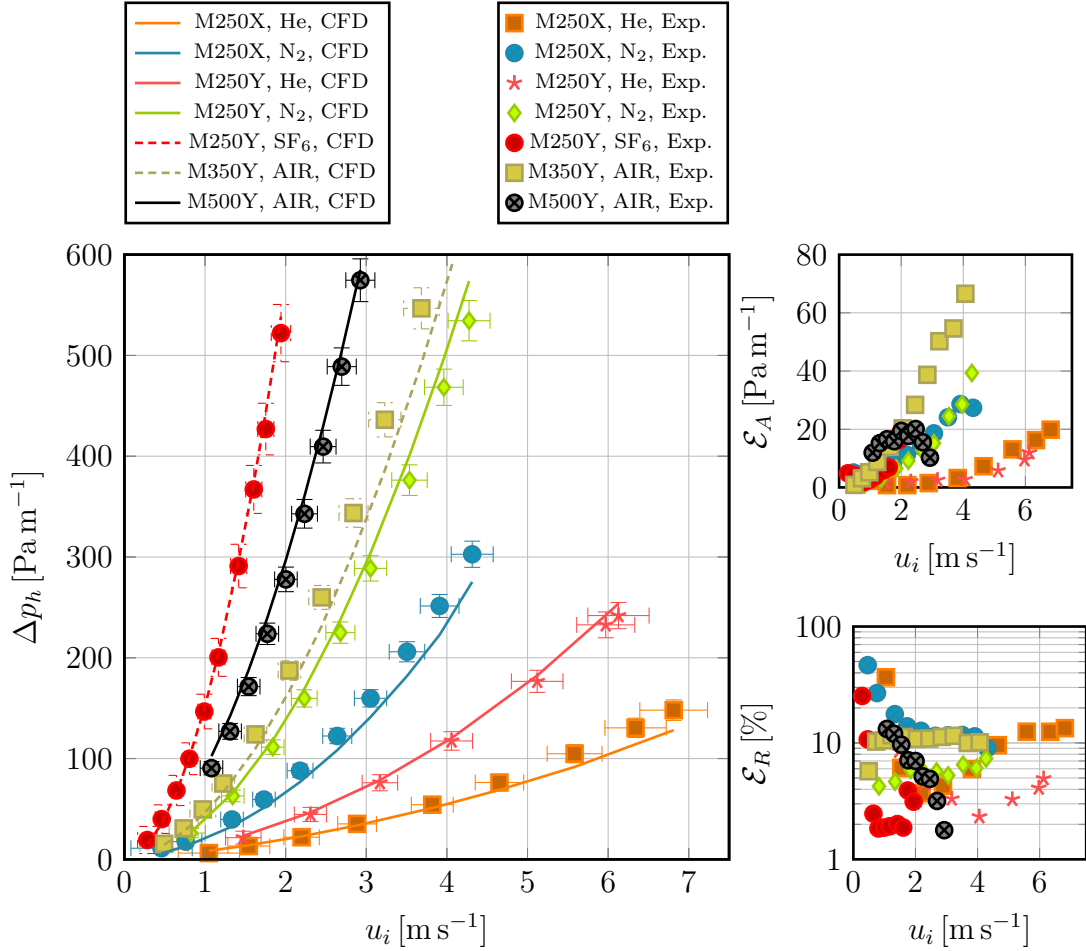 M250X, He, CFD
M250X, N₂, CFD
M250Y, He, CFD
M250Y, N₂, CFD
M250Y, SF₆, CFD
M350Y, AIR, CFD
M500Y, AIR, CFD
M250X, He, Exp.
M250X, N₂, Exp.
M250Y, He, Exp.
M250Y, N₂, Exp.
M250Y, SF₆, Exp.
M350Y, AIR, Exp.
M500Y, AIR, Exp.
600
500
400
300
200
100
0
Δp_h [Pa m⁻¹]
0 1 2 3 4 5 6 7
u_i [m s⁻¹]
80
60
40
20
0
ℰ_A [Pa m⁻¹]
0 2 4 6
u_i [m s⁻¹]
100
10
1
ℰ_R [%]
0 2 4 6
u_i [m s⁻¹]